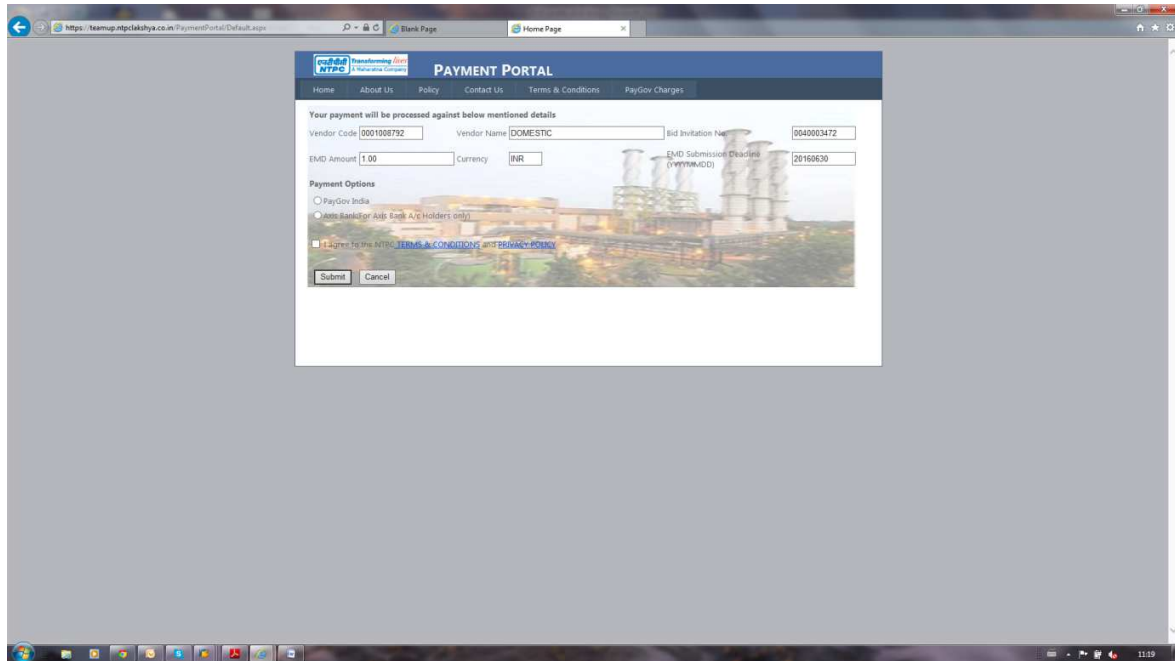 https://teamup.ntpclakshya.co.in/PaymentPortal/Default.aspx
Blank Page
Home Page
एनटीपीसी
NTPC
Transforming lives
A Maharatna Company
PAYMENT PORTAL
Home About Us Policy Contact Us Terms & Conditions PayGov Charges
Your payment will be processed against below mentioned details
Vendor Code 0001008792 Vendor Name DOMESTIC Bid Invitation No 0040003472
EMD Amount 1.00 Currency INR EMD Submission Deadline (YYYYMMDD) 20160630
Payment Options
PayGov India
Axis Bank(For Axis Bank A/c Holders only)
I agree to the NTPC TERMS & CONDITIONS and PRIVACY POLICY
Submit Cancel
11:19